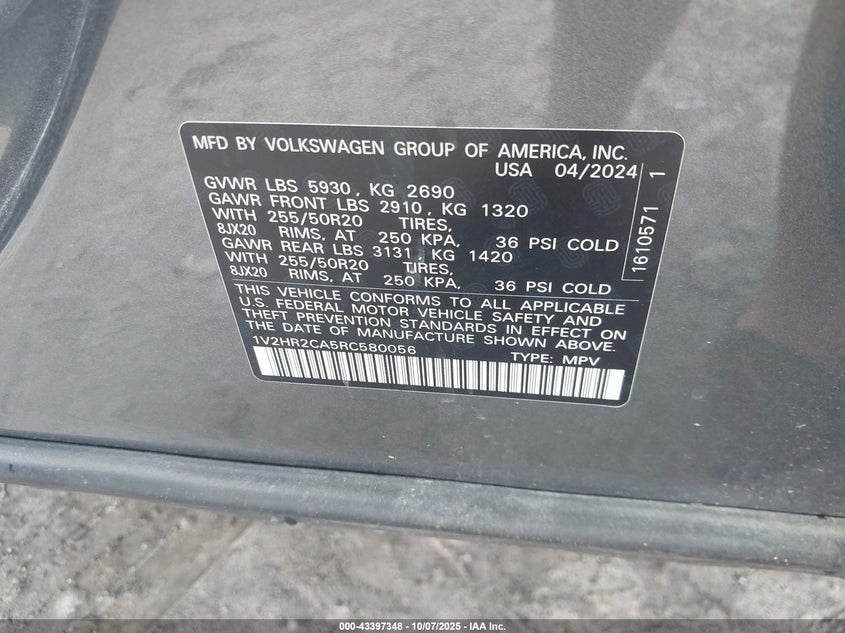 MFD BY VOLKSWAGEN GROUP OF AMERICA, INC.
USA 04/2024
GVWR LBS 5930, KG 2690
GAWR FRONT LBS 2910, KG 1320
WITH 255/50R20 TIRES,
8JX20 RIMS, AT 250 KPA, 36 PSI COLD
GAWR REAR LBS 3131, KG 1420
WITH 255/50R20 TIRES,
8JX20 RIMS, AT 250 KPA, 36 PSI COLD
1610571 1
THIS VEHICLE CONFORMS TO ALL APPLICABLE
U.S. FEDERAL MOTOR VEHICLE SAFETY AND
THEFT PREVENTION STANDARDS IN EFFECT ON
THE DATE OF MANUFACTURE SHOWN ABOVE.
1V2HR2CA5RC580056 TYPE: MPV
000-43397348 - 10/07/2025 - IAA Inc.